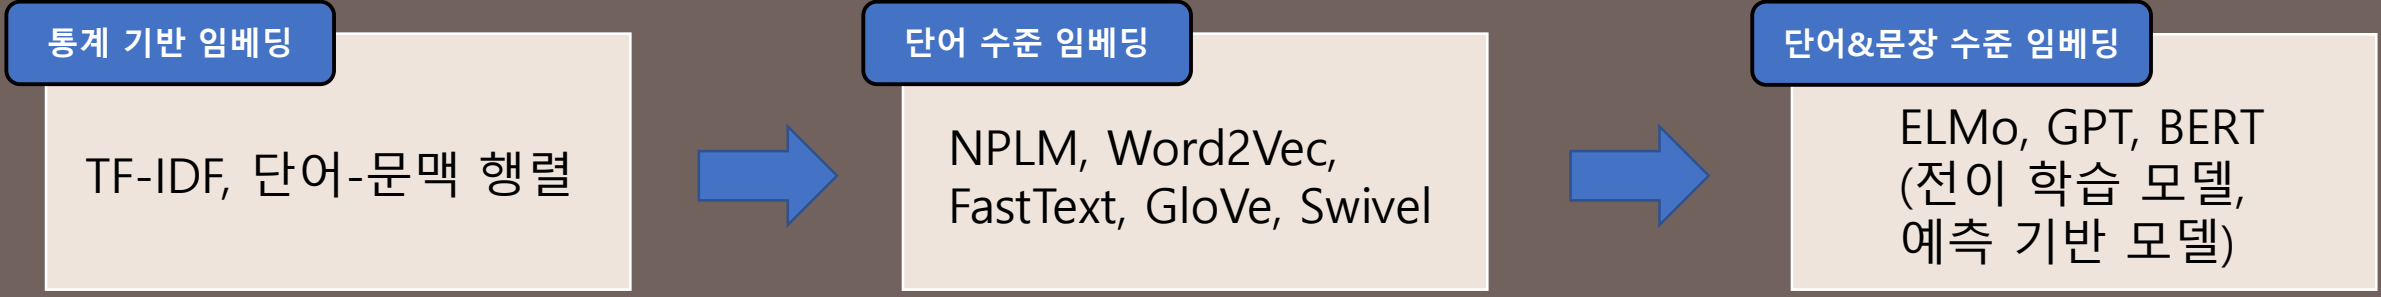 통계 기반 임베딩
TF-IDF, 단어-문맥 행렬
단어 수준 임베딩
NPLM, Word2Vec,
FastText, GloVe, Swivel
단어&문장 수준 임베딩
ELMo, GPT, BERT
(전이 학습 모델,
예측 기반 모델)